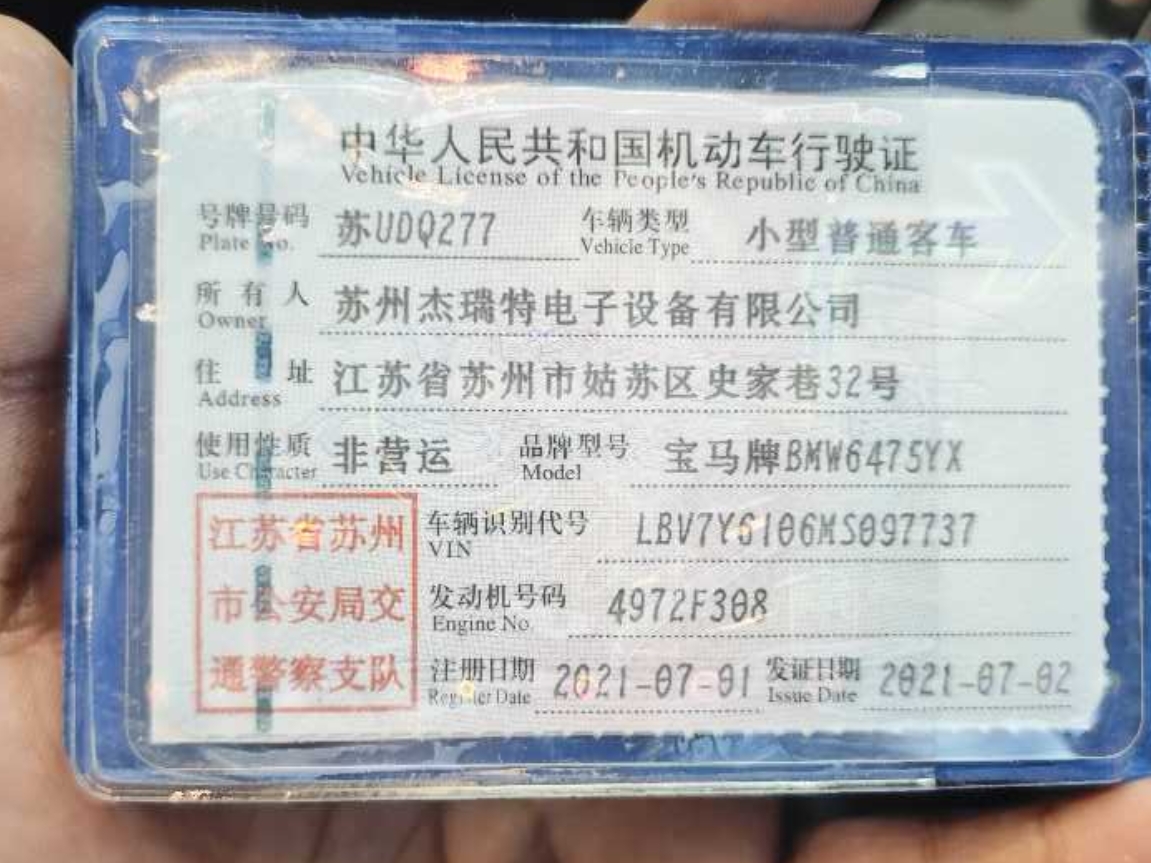 中华人民共和国机动车行驶证
Vehicle License of the People's Republic of China
号牌号码 苏UDQ277 车辆类型 小型普通客车
Plate No. Vehicle Type
所有人 苏州杰瑞特电子设备有限公司
Owner
住址 江苏省苏州市姑苏区史家巷32号
Address
使用性质 非营运 品牌型号 宝马牌BMW6475YX
Use Character Model
江苏省苏州
市公安局交
通警察支队
车辆识别代号 LBV7Y6106MS097737
VIN
发动机号码 4972F308
Engine No.
注册日期 2021-07-01 发证日期 2021-07-02
Register Date Issue Date